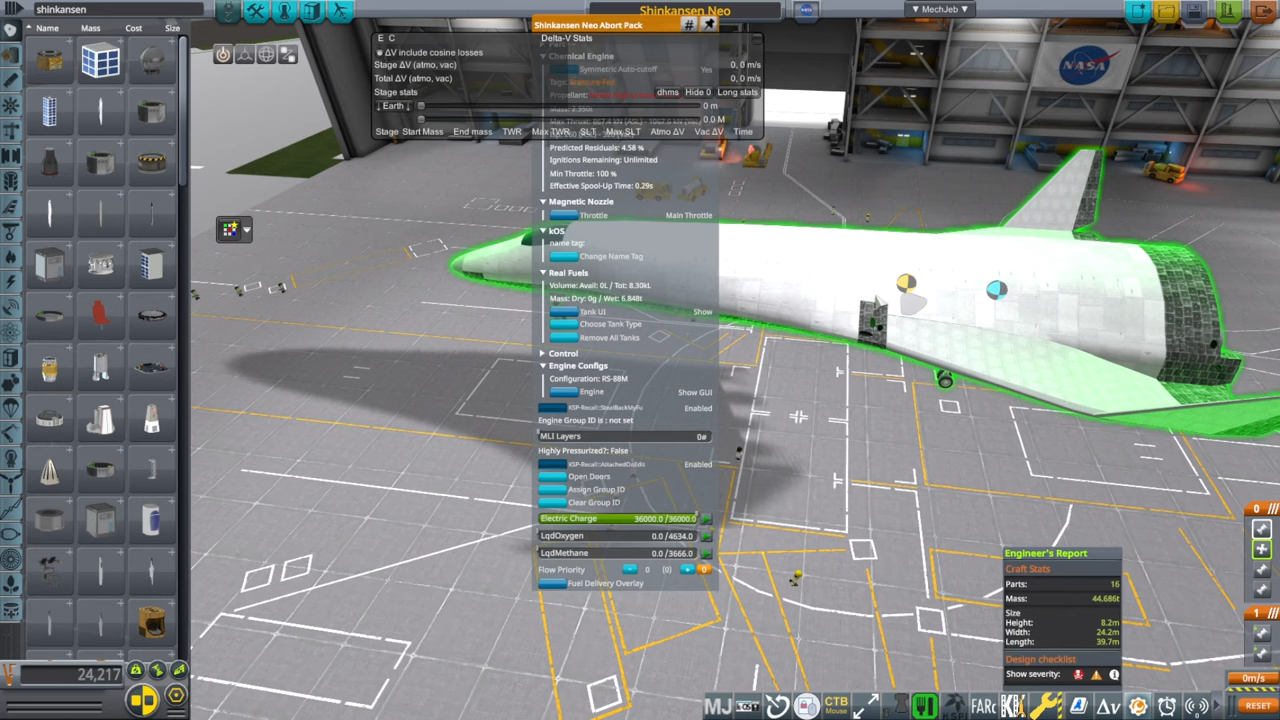 shinkansen
Shinkansen Neo
▼ MechJeb ▼
Name Mass Cost Size
Shinkansen Neo Abort Pack
#
E C
Delta-V Stats
ΔV include cosine losses
Stage ΔV (atmo, vac) 0, 0 m/s
Total ΔV (atmo, vac) 0, 0 m/s
Stage stats dhms Hide 0 Long stats
↓ Earth ↓ 0 m
0.0 M
Stage Start Mass End mass TWR Max TWR SLT Max SLT Atmo ΔV Vac ΔV Time
Chemical Engine
Symmetric Auto-cutoff Yes
Predicted Residuals: 4.58 %
Ignitions Remaining: Unlimited
Min Throttle: 100 %
Effective Spool-Up Time: 0.29s
Magnetic Nozzle
Throttle Main Throttle
kOS
name tag:
Change Name Tag
Real Fuels
Volume: Avail: 0L / Tot: 8.30kL
Mass: Dry: 0g / Wet: 6.848t
Tank UI Show
Choose Tank Type
Remove All Tanks
Control
Engine Configs
Configuration: RS-88M
Engine Show GUI
Enabled
Engine Group ID is : not set
MLI Layers 0#
Highly Pressurized?: False
Enabled
Open Doors
Assign Group ID
Clear Group ID
Electric Charge 36000.0 /36000.0
LqdOxygen 0.0 /4634.0
LqdMethane 0.0 /3666.0
Flow Priority - 0 (0) + 0
Fuel Delivery Overlay
NASA
Engineer's Report
Craft Stats
Parts: 16
Mass: 44.686t
Size
Height: 8.2m
Width: 24.2m
Length: 39.7m
Design checklist
Show severity:
0
1
0m/s
RESET
24,217
MJ
CTB
Mouse
FARc
Δv